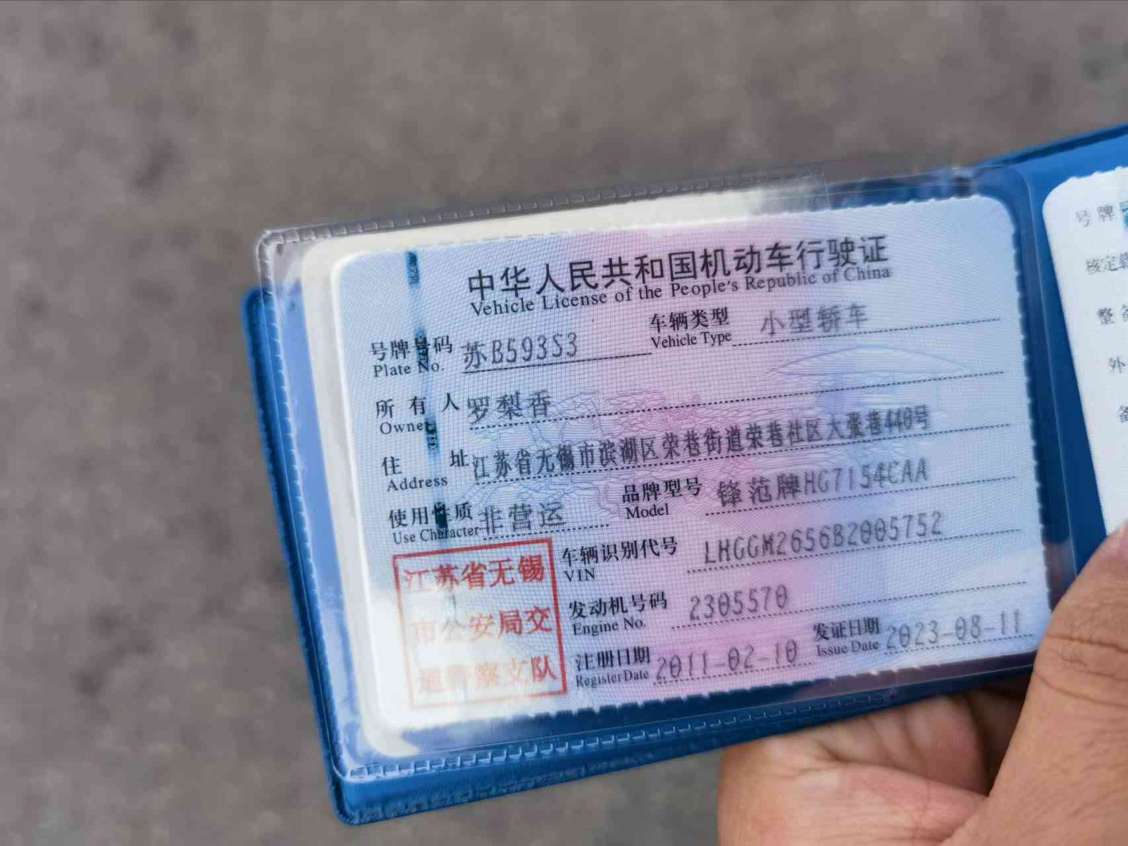 中华人民共和国机动车行驶证
Vehicle License of the People's Republic of China
号牌号码 苏B593S3 车辆类型 小型轿车
Plate No. Vehicle Type
所有人 罗梨香
Owner
住址 江苏省无锡市滨湖区荣巷街道荣巷社区大张巷440号
Address
使用性质 非营运 品牌型号 锋范牌HG7154CAA
Use Character Model
车辆识别代号 LHGGM265682005752
VIN
发动机号码 2305570
Engine No.
注册日期 2011-02-10 发证日期 2023-08-11
Register Date Issue Date
江苏省无锡
市公安局交
通警察支队
号牌
核定载
整备
外